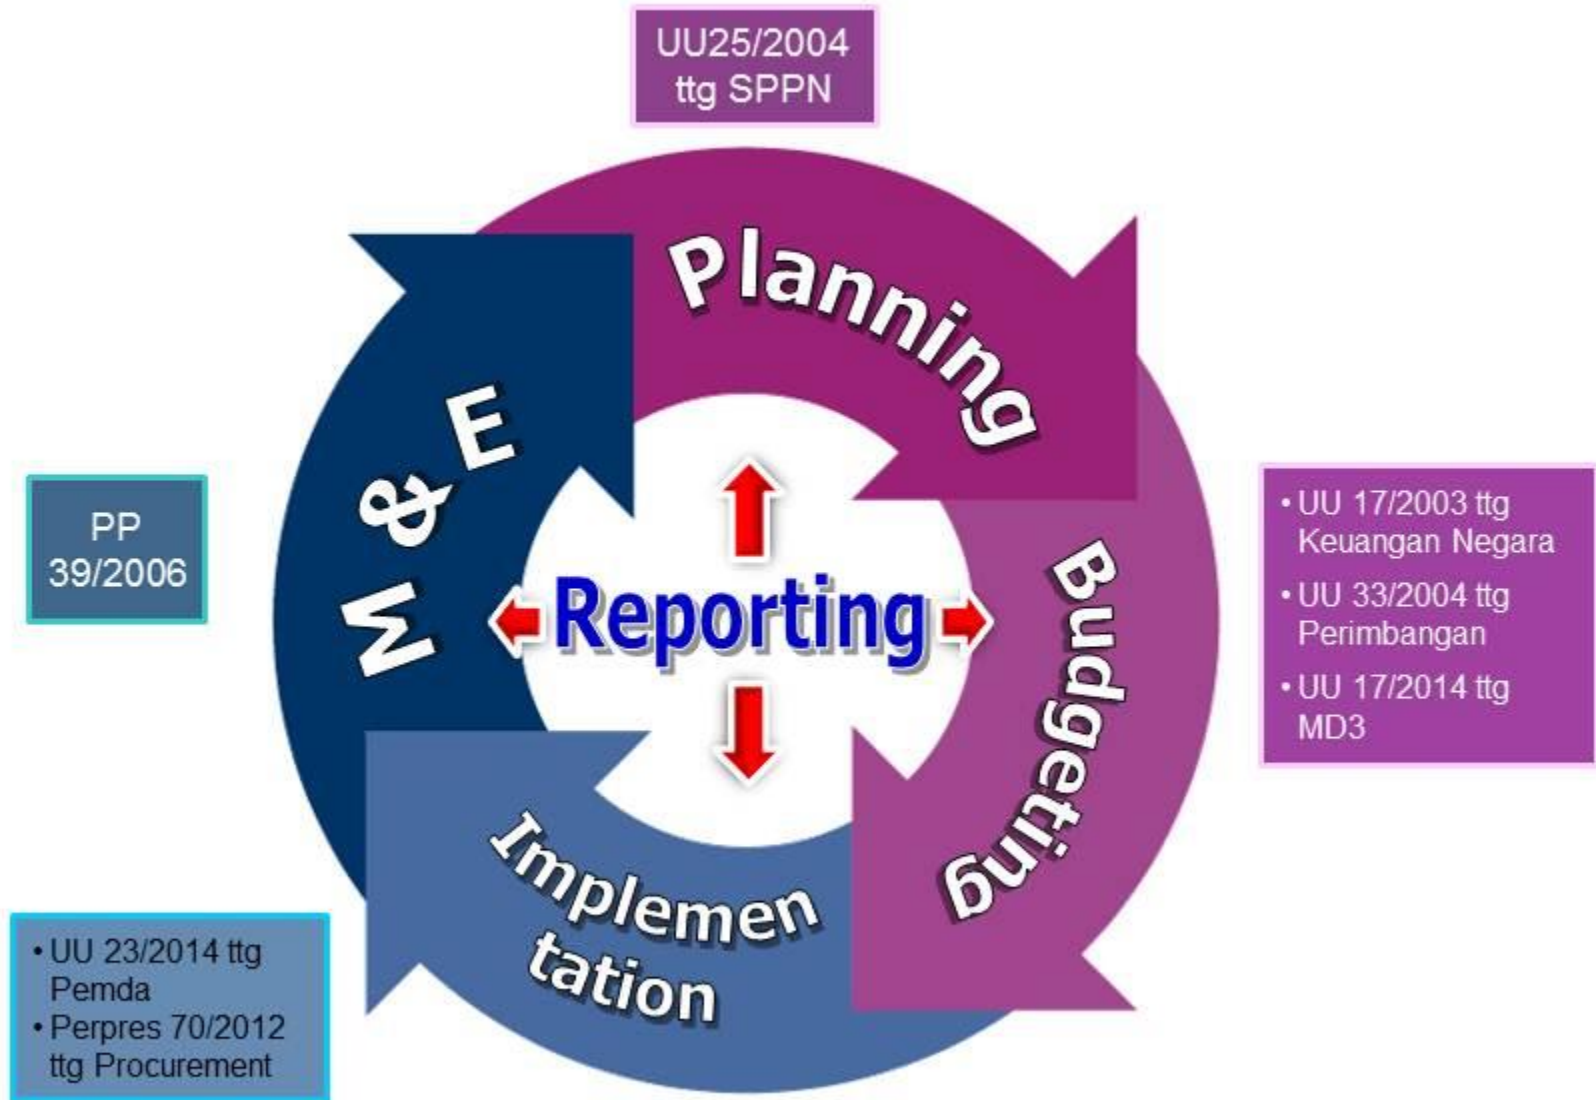 UU25/2004
ttg SPPN
Planning
M & E
PP
39/2006
Reporting
Budgeting
• UU 17/2003 ttg
Keuangan Negara
• UU 33/2004 ttg
Perimbangan
• UU 17/2014 ttg
MD3
Implemen
tation
• UU 23/2014 ttg
Pemda
• Perpres 70/2012
ttg Procurement